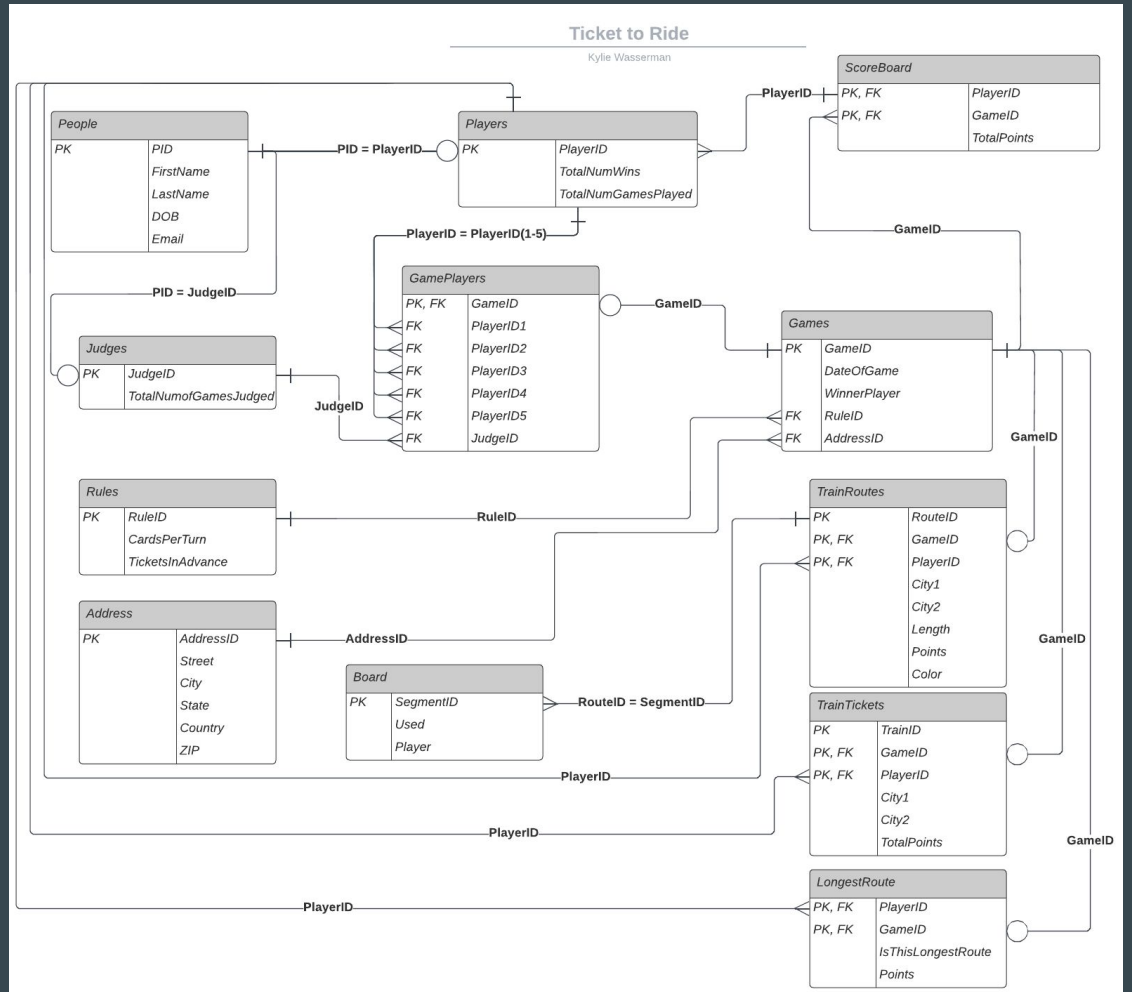 Ticket to Ride
Kylie Wasserman
ScoreBoard
PK, FK PlayerID
PK, FK GameID
TotalPoints
PlayerID
People
PK PID
FirstName
LastName
DOB
Email
PID = PlayerID
Players
PK PlayerID
TotalNumWins
TotalNumGamesPlayed
GameID
PlayerID = PlayerID(1-5)
PID = JudgeID
GamePlayers
PK, FK GameID
FK PlayerID1
FK PlayerID2
FK PlayerID3
FK PlayerID4
FK PlayerID5
FK JudgeID
GameID
Games
PK GameID
DateOfGame
WinnerPlayer
FK RuleID
FK AddressID
Judges
PK JudgeID
TotalNumofGamesJudged
JudgeID
GameID
Rules
PK RuleID
CardsPerTurn
TicketsInAdvance
RuleID
TrainRoutes
PK RouteID
PK, FK GameID
PK, FK PlayerID
City1
City2
Length
Points
Color
Address
PK AddressID
Street
City
State
Country
ZIP
AddressID
GameID
Board
PK SegmentID
Used
Player
RouteID = SegmentID
TrainTickets
PK TrainID
PK, FK GameID
PK, FK PlayerID
City1
City2
TotalPoints
PlayerID
PlayerID
GameID
LongestRoute
PK, FK PlayerID
PK, FK GameID
IsThisLongestRoute
Points
PlayerID